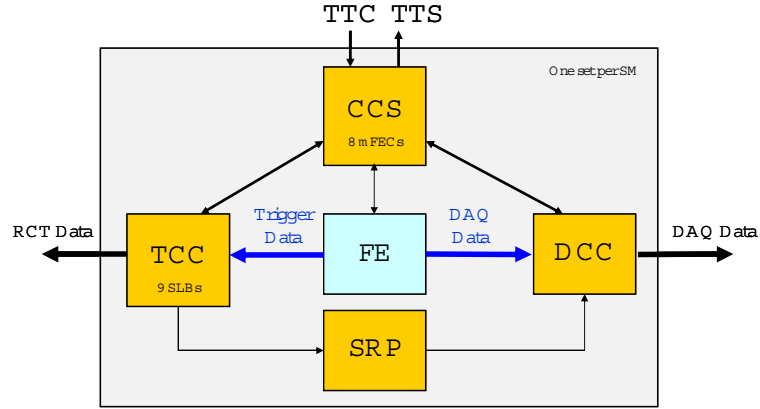 TTC TTS
One set per SM
CCS
8 mFECs
RCT Data
Trigger
Data
DAQ
Data
DAQ Data
TCC
9 SLBs
FE
DCC
SRP